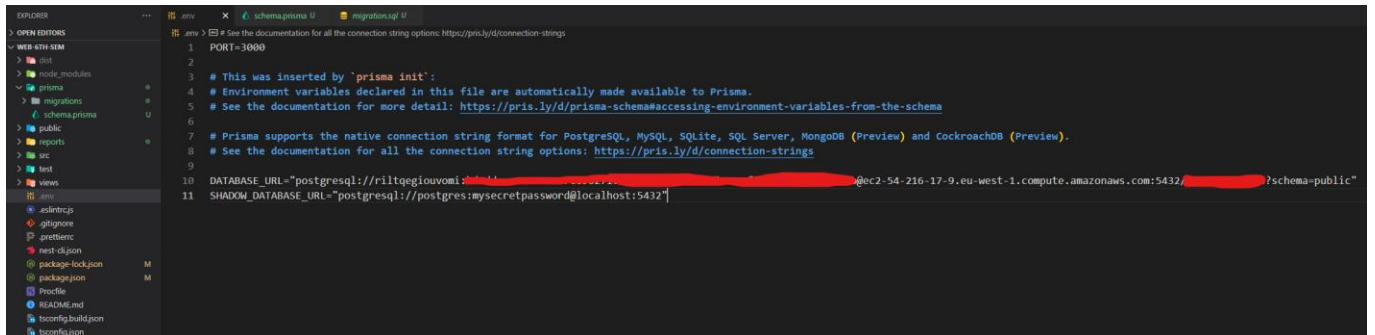 EXPLORER
> OPEN EDITORS
WEB-6TH-SEM
> dist
> node_modules
prisma
> migrations
schema.prisma U
> public
> reports
> src
> test
> views
.env
.eslintrc.js
.gitignore
.prettierrc
nest-cli.json
package-lock.json M
package.json M
Procfile
README.md
tsconfig.build.json
tsconfig.json
.env X schema.prisma U migration.sql U
.env > # See the documentation for all the connection string options: https://pris.ly/d/connection-strings
1 PORT=3000
2
3 # This was inserted by `prisma init`:
4 # Environment variables declared in this file are automatically made available to Prisma.
5 # See the documentation for more detail: https://pris.ly/d/prisma-schema#accessing-environment-variables-from-the-schema
6
7 # Prisma supports the native connection string format for PostgreSQL, MySQL, SQLite, SQL Server, MongoDB (Preview) and CockroachDB (Preview).
8 # See the documentation for all the connection string options: https://pris.ly/d/connection-strings
9
10 DATABASE_URL="postgresql://riltqegiouvomi: @ec2-54-216-17-9.eu-west-1.compute.amazonaws.com:5432/ ?schema=public"
11 SHADOW_DATABASE_URL="postgresql://postgres:mysecretpassword@localhost:5432"